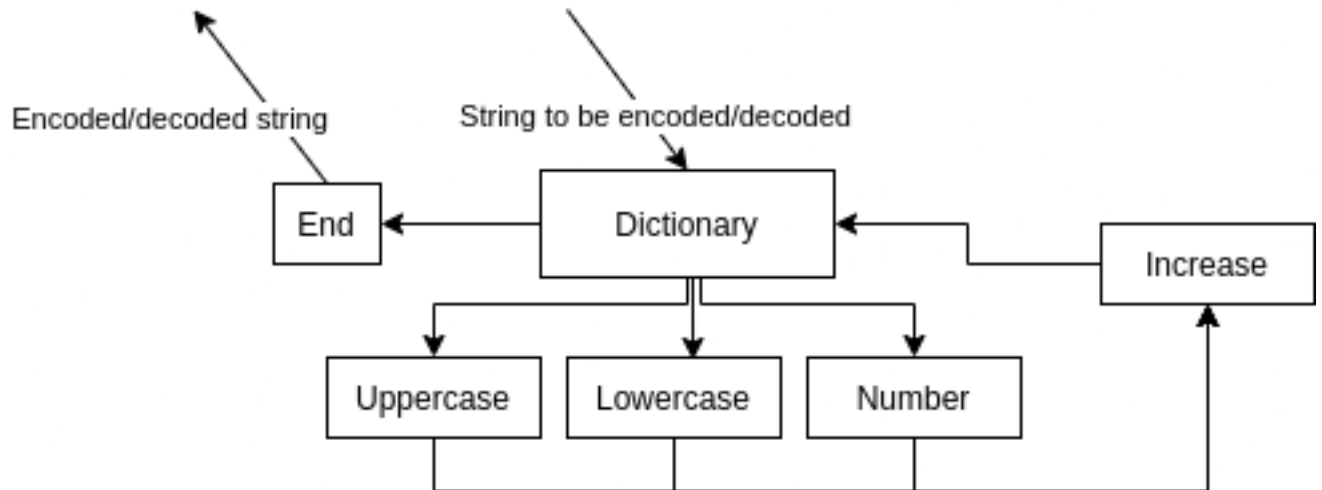 Encoded/decoded string
String to be encoded/decoded
End
Dictionary
Increase
Uppercase
Lowercase
Number